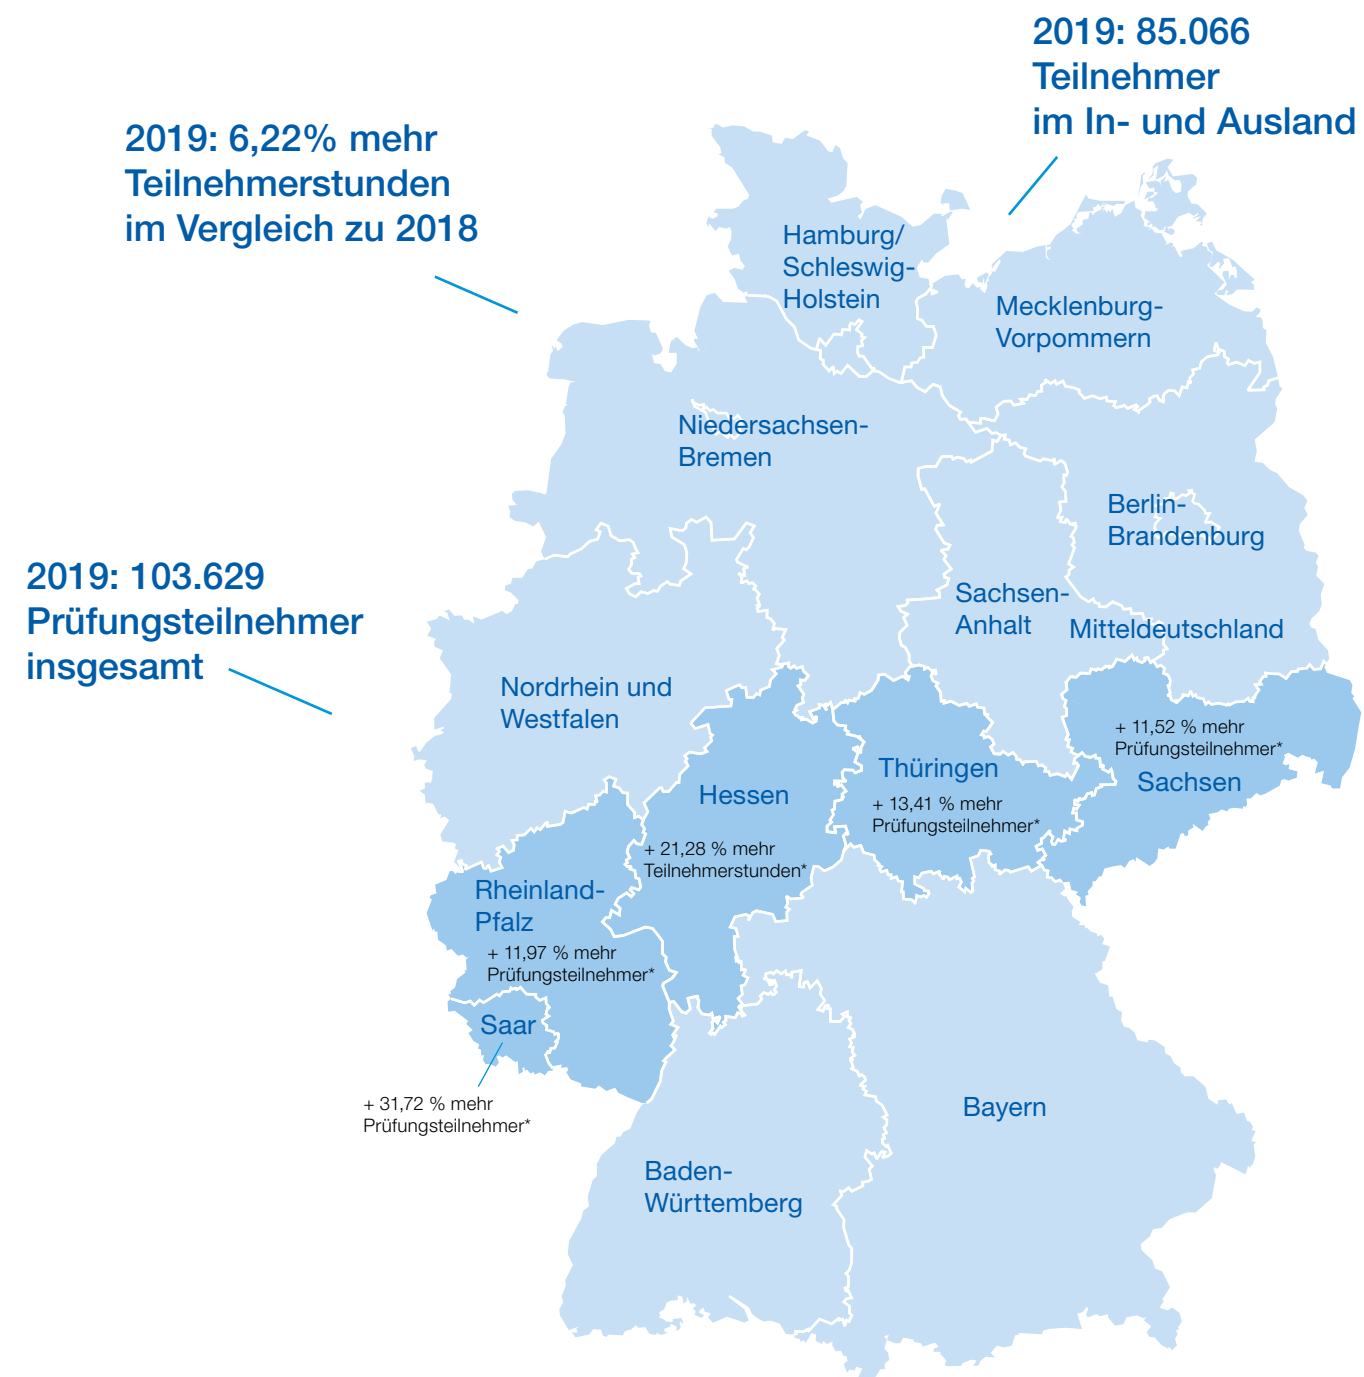 2019: 85.066
Teilnehmer
im In- und Ausland
2019: 6,22% mehr
Teilnehmerstunden
im Vergleich zu 2018
Hamburg/
Schleswig-
Holstein
Mecklenburg-
Vorpommern
Niedersachsen-
Bremen
Berlin-
Brandenburg
2019: 103.629
Prüfungsteilnehmer
insgesamt
Sachsen-
Anhalt
Mitteldeutschland
Nordrhein und
Westfalen
+ 11,52 % mehr
Prüfungsteilnehmer*
Sachsen
Thüringen
+ 13,41 % mehr
Prüfungsteilnehmer*
Hessen
+ 21,28 % mehr
Teilnehmerstunden*
Rheinland-
Pfalz
+ 11,97 % mehr
Prüfungsteilnehmer*
Saar
+ 31,72 % mehr
Prüfungsteilnehmer*
Bayern
Baden-
Württemberg